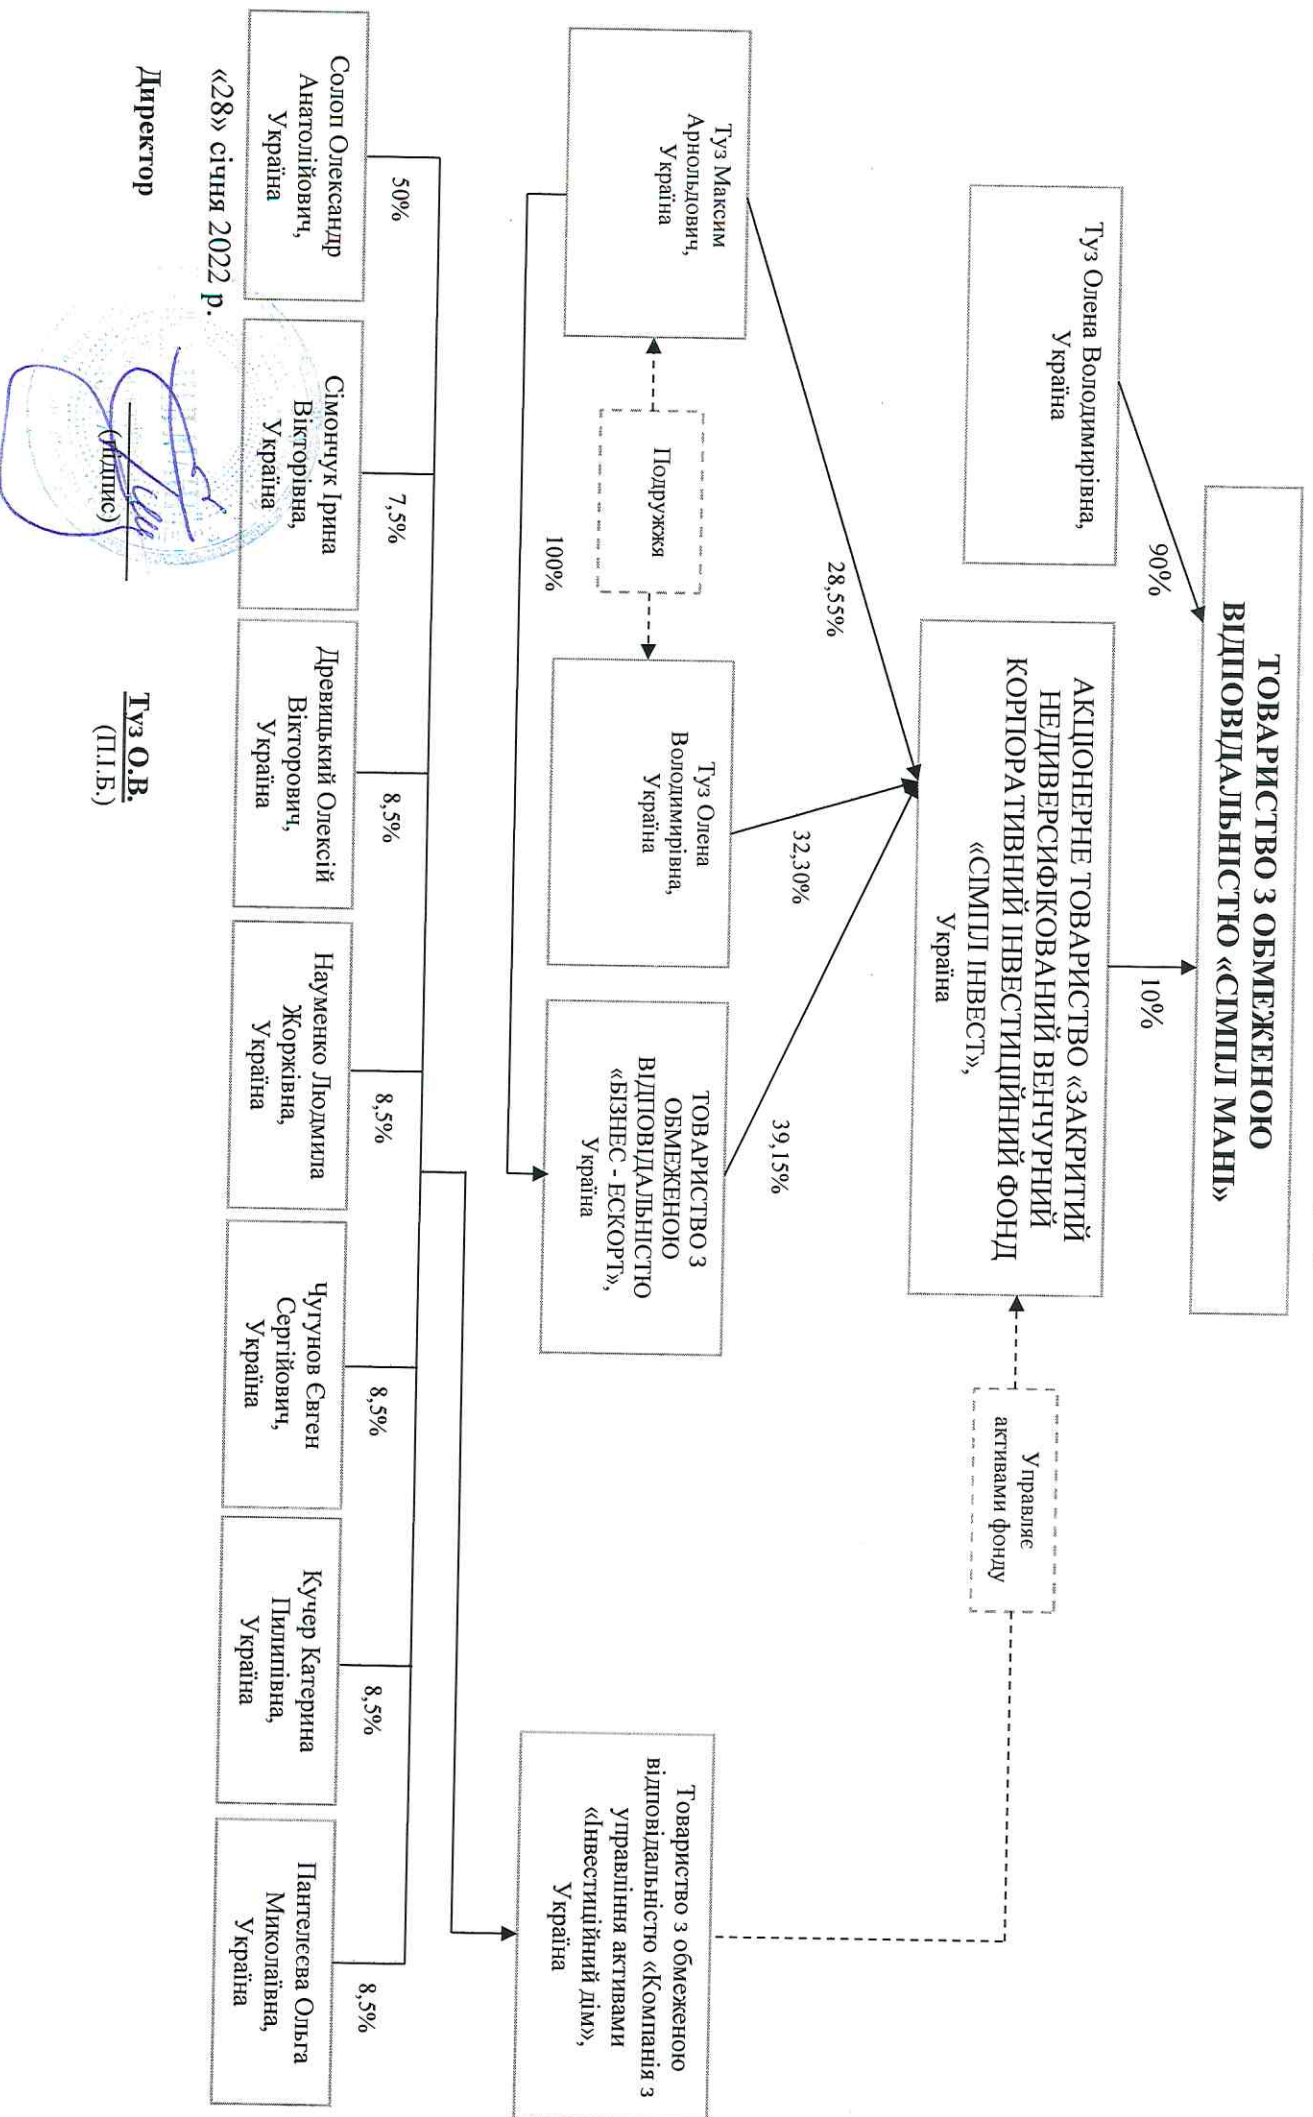 ТОВАРИСТВО З ОБМЕЖЕНОЮ
ВІДПОВІДАЛЬНІСТЮ «СІМПЛ МАНІ»
90%
10%
Туз Олена Володимирівна,
Україна
АКЦІОНЕРНЕ ТОВАРИСТВО «ЗАКРИТИЙ
НЕДИВЕРСИФІКОВАНИЙ ВЕНЧУРНИЙ
КОРПОРАТИВНИЙ ІНВЕСТИЦІЙНИЙ ФОНД
«СІМПЛ ІНВЕСТ»,
Україна
Управляє
активами фонду
28,55%
32,30%
39,15%
Туз Максим
Арнольдович,
Україна
Подружжя
Туз Олена
Володимирівна,
Україна
ТОВАРИСТВО З
ОБМЕЖЕНОЮ
ВІДПОВІДАЛЬНІСТЮ
«БІЗНЕС - ЕСКОРТ»,
Україна
Товариство з обмеженою
відповідальністю «Компанія з
управління активами
«Інвестиційний дім»,
Україна
100%
50%
7,5%
8,5%
8,5%
8,5%
8,5%
8,5%
Солоп Олександр
Анатолійович,
Україна
Сімончук Ірина
Вікторівна,
Україна
Древицький Олексій
Вікторович,
Україна
Науменко Людмила
Жоржівна,
Україна
Чугунов Євген
Сергійович,
Україна
Кучер Катерина
Пилипівна,
Україна
Пантелєєва Ольга
Миколаївна,
Україна
«28» січня 2022 р.
Директор
(підпис)
Туз О.В.
(П.І.Б.)